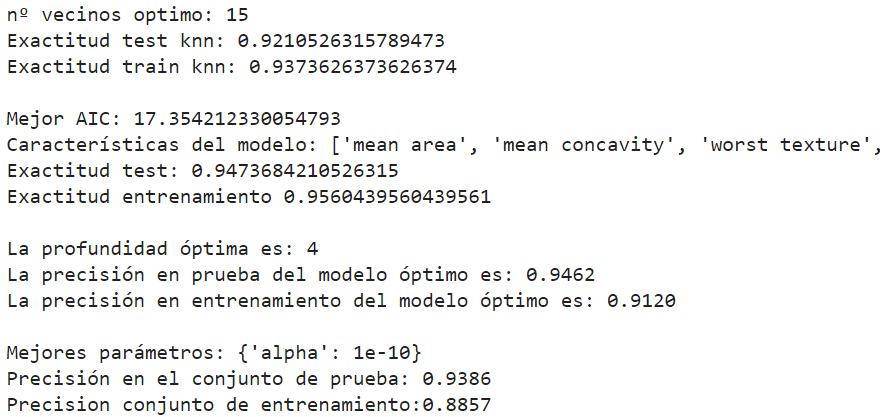 nº vecinos optimo: 15
Exactitud test knn: 0.9210526315789473
Exactitud train knn: 0.9373626373626374
Mejor AIC: 17.354212330054793
Características del modelo: ['mean area', 'mean concavity', 'worst texture',
Exactitud test: 0.9473684210526315
Exactitud entrenamiento 0.9560439560439561
La profundidad óptima es: 4
La precisión en prueba del modelo óptimo es: 0.9462
La precisión en entrenamiento del modelo óptimo es: 0.9120
Mejores parámetros: {'alpha': 1e-10}
Precisión en el conjunto de prueba: 0.9386
Precision conjunto de entrenamiento:0.8857